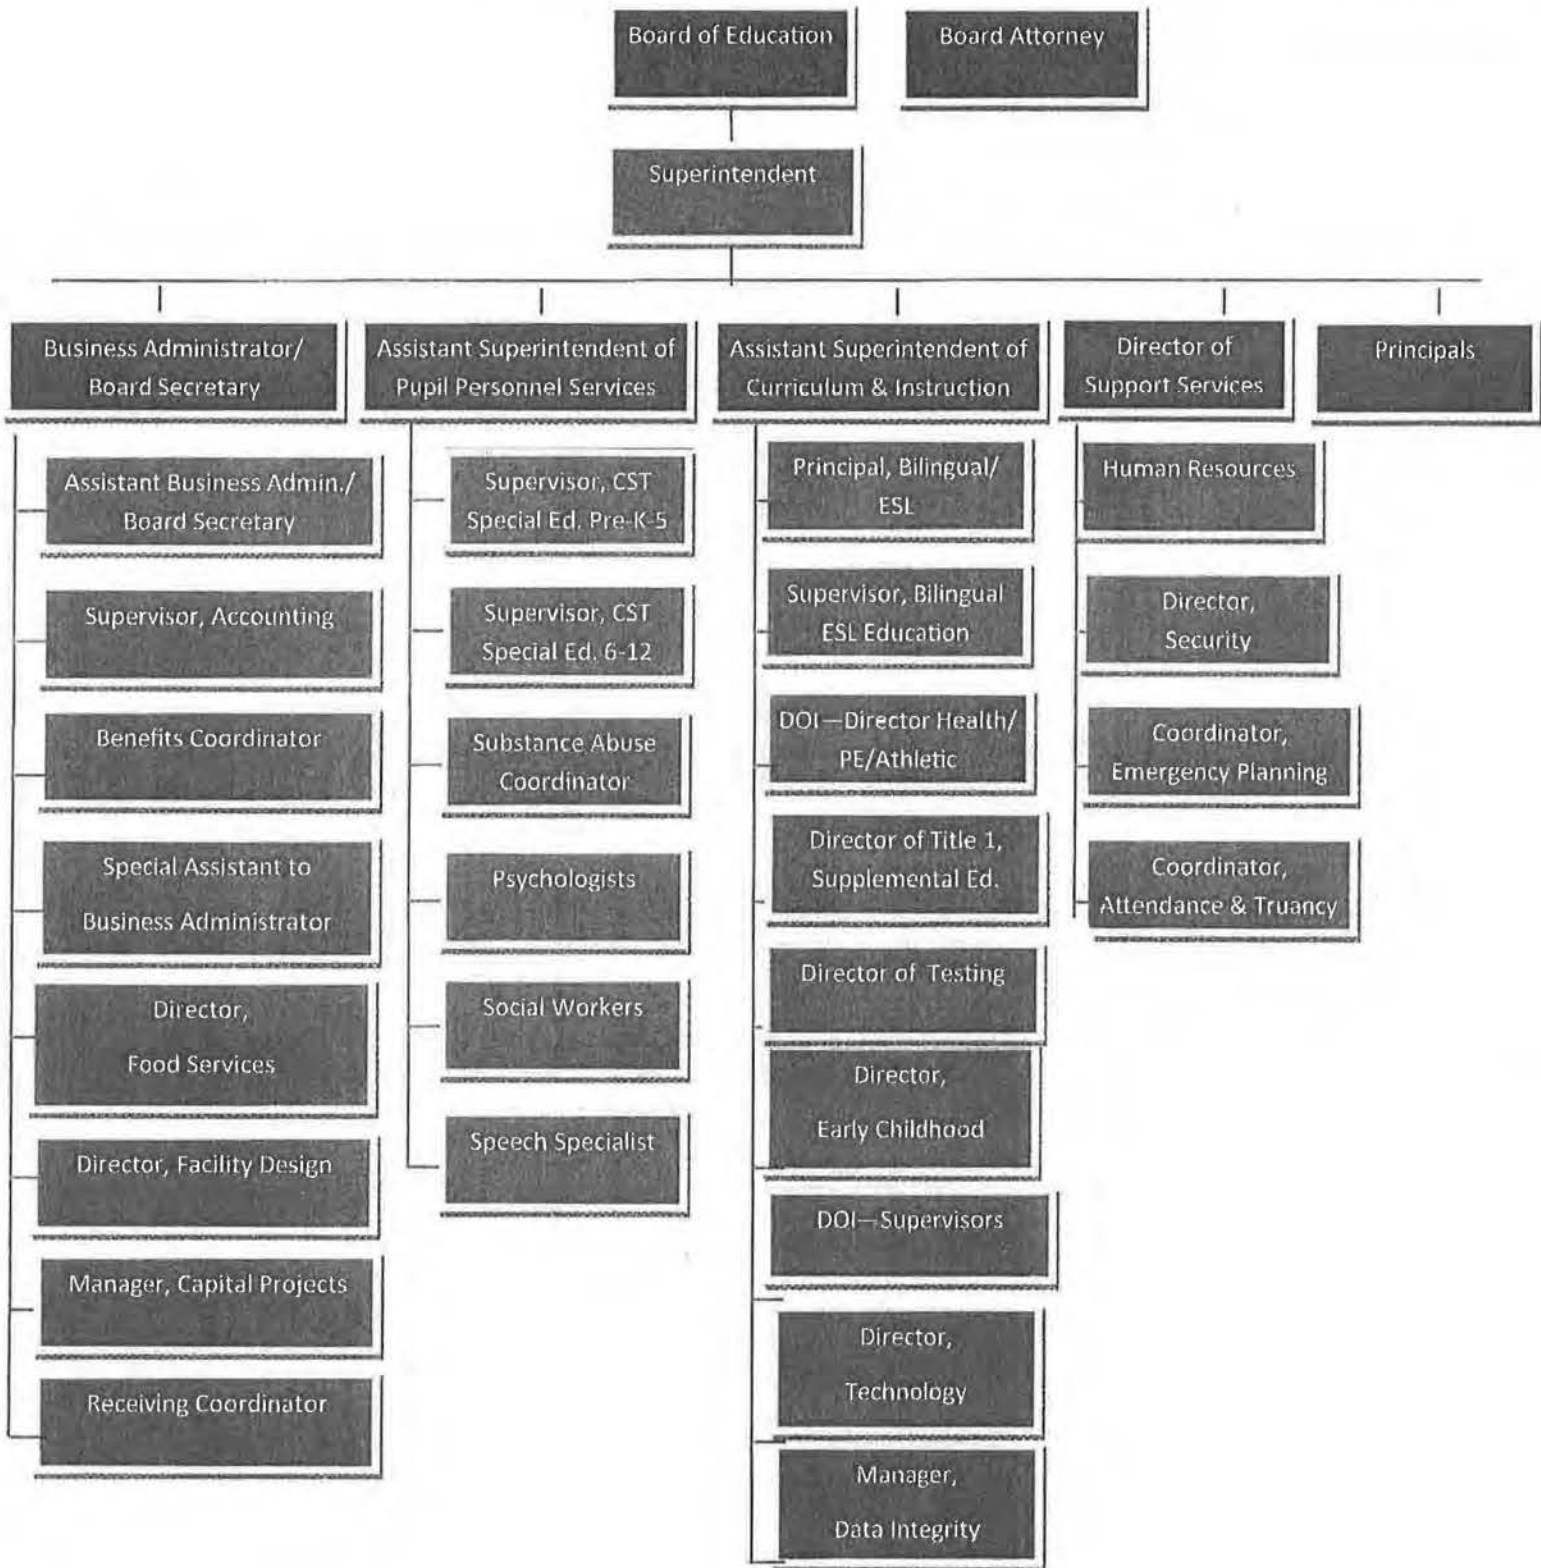 Board of Education
Board Attorney
Superintendent
Business Administrator/
Board Secretary
Assistant Superintendent of
Pupil Personnel Services
Assistant Superintendent of
Curriculum & Instruction
Director of
Support Services
Principals
Assistant Business Admin./
Board Secretary
Supervisor, Accounting
Benefits Coordinator
Special Assistant to
Business Administrator
Director,
Food Services
Director, Facility Design
Manager, Capital Projects
Receiving Coordinator
Supervisor, CST
Special Ed. Pre-K-5
Supervisor, CST
Special Ed. 6-12
Substance Abuse
Coordinator
Psychologists
Social Workers
Speech Specialist
Principal, Bilingual/
ESL
Supervisor, Bilingual
ESL Education
DOI—Director Health/
PE/Athletic
Director of Title 1,
Supplemental Ed.
Director of Testing
Director,
Early Childhood
DOI—Supervisors
Director,
Technology
Manager,
Data Integrity
Human Resources
Director,
Security
Coordinator,
Emergency Planning
Coordinator,
Attendance & Truancy